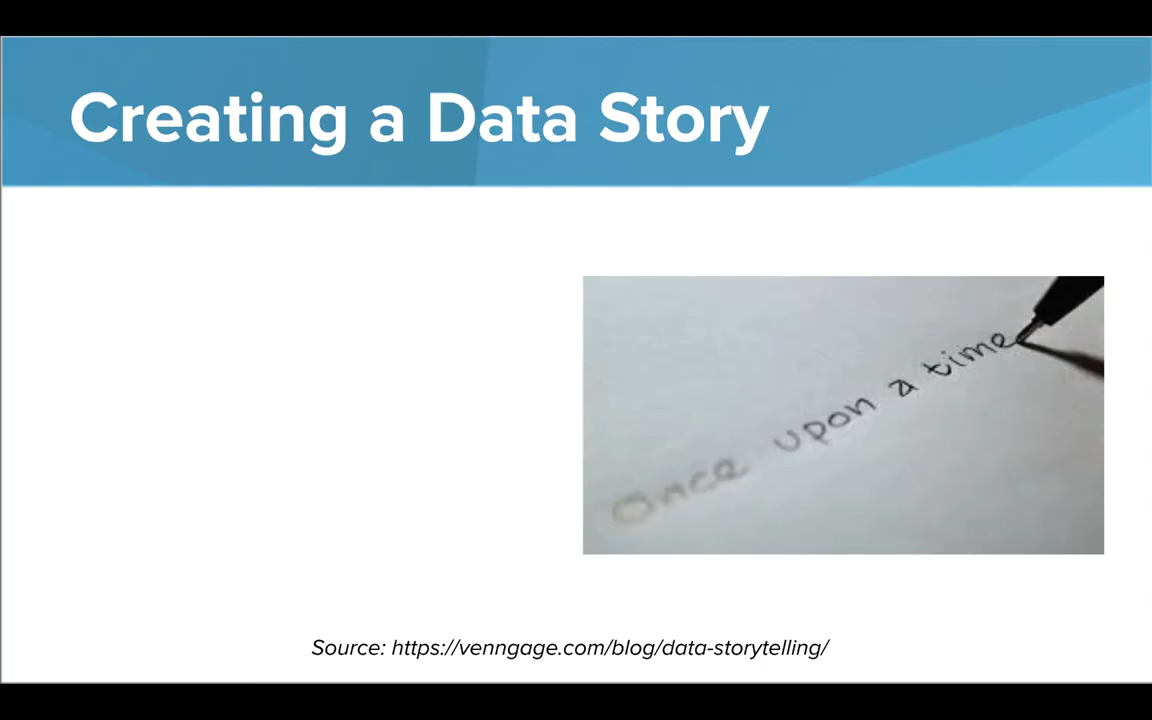 Creating a Data Story
Once upon a time
Source: https://venngage.com/blog/data-storytelling/